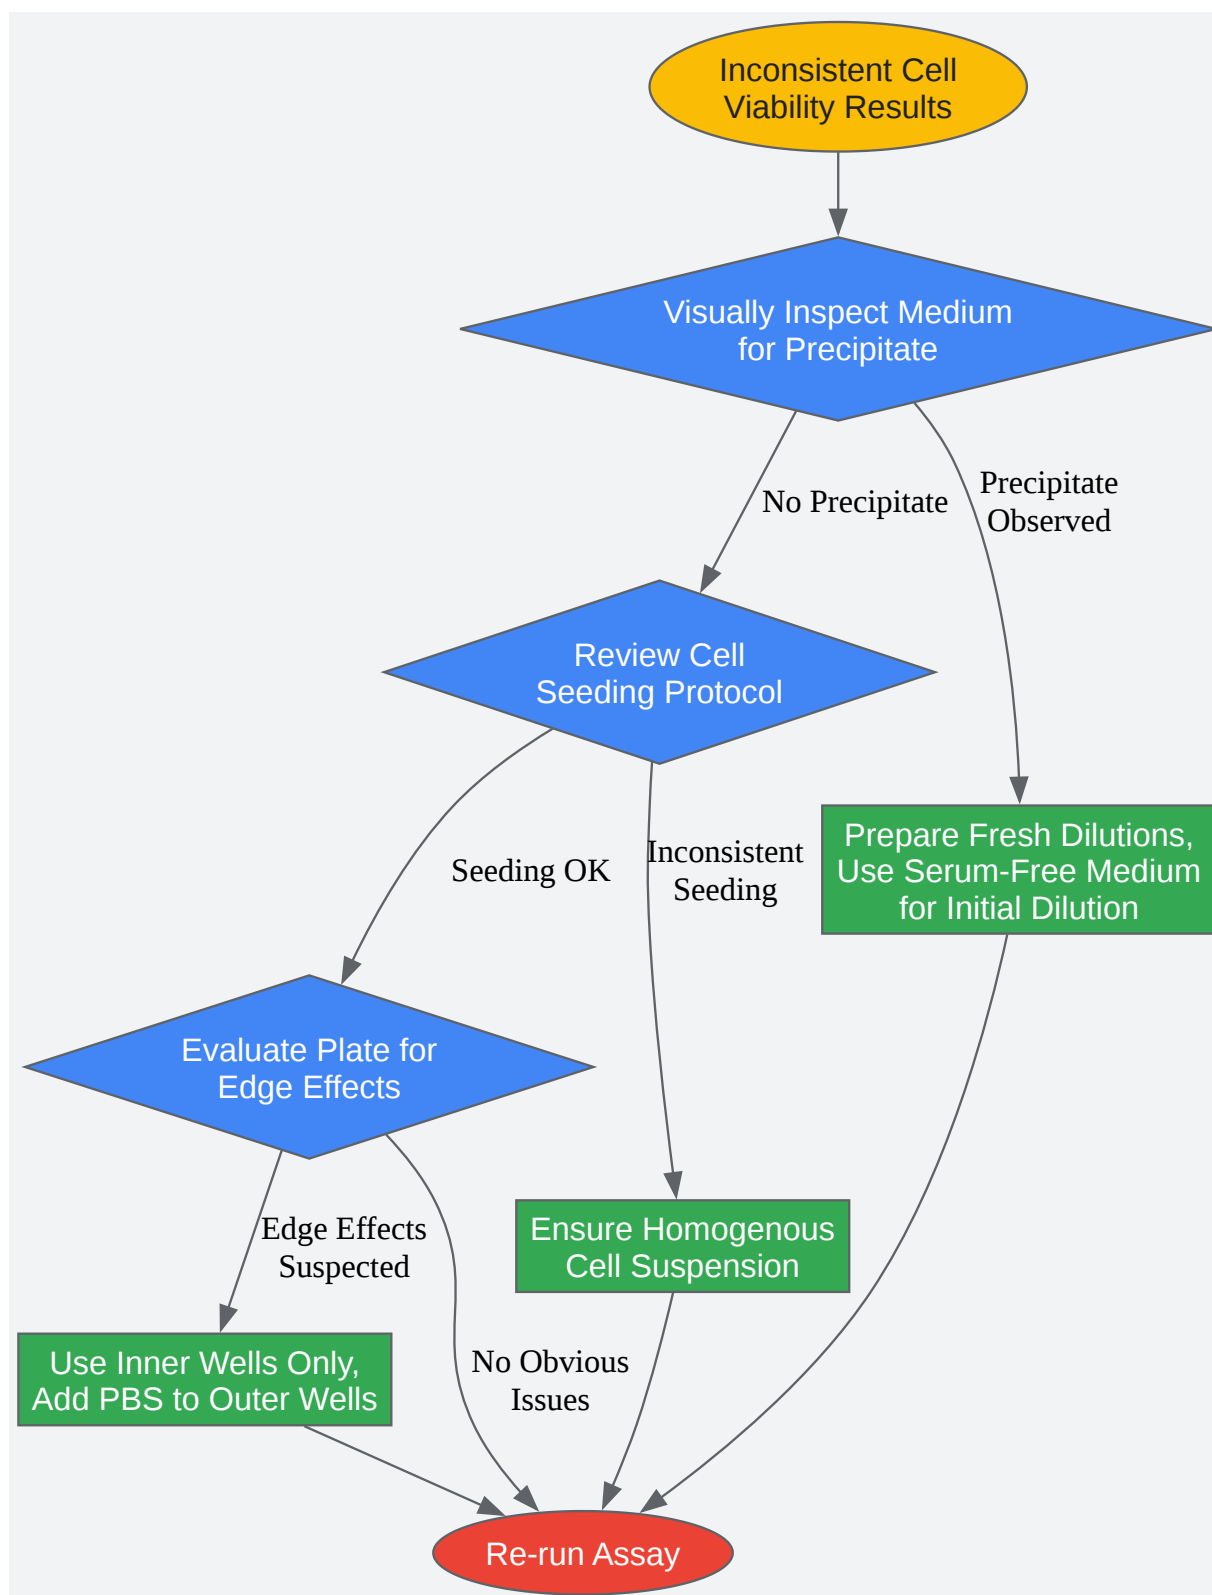 Inconsistent Cell
Viability Results
Visually Inspect Medium
for Precipitate
No Precipitate
Precipitate
Observed
Review Cell
Seeding Protocol
Seeding OK
Inconsistent
Seeding
Prepare Fresh Dilutions,
Use Serum-Free Medium
for Initial Dilution
Evaluate Plate for
Edge Effects
Edge Effects
Suspected
Ensure Homogenous
Cell Suspension
Use Inner Wells Only,
Add PBS to Outer Wells
No Obvious
Issues
Re-run Assay